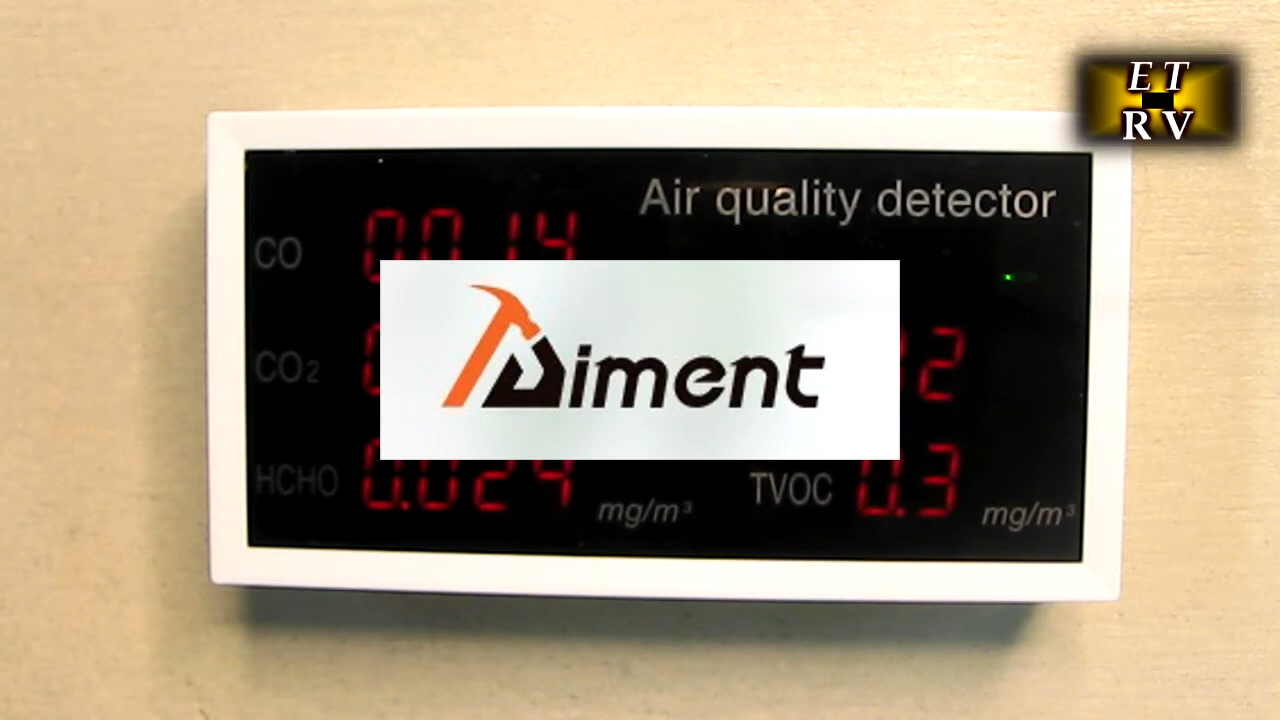 ET
RV
Air quality detector
CO 0014
CO₂
2
Aiment
HCHO 0.024 mg/m³ TVOC 0.3 mg/m³